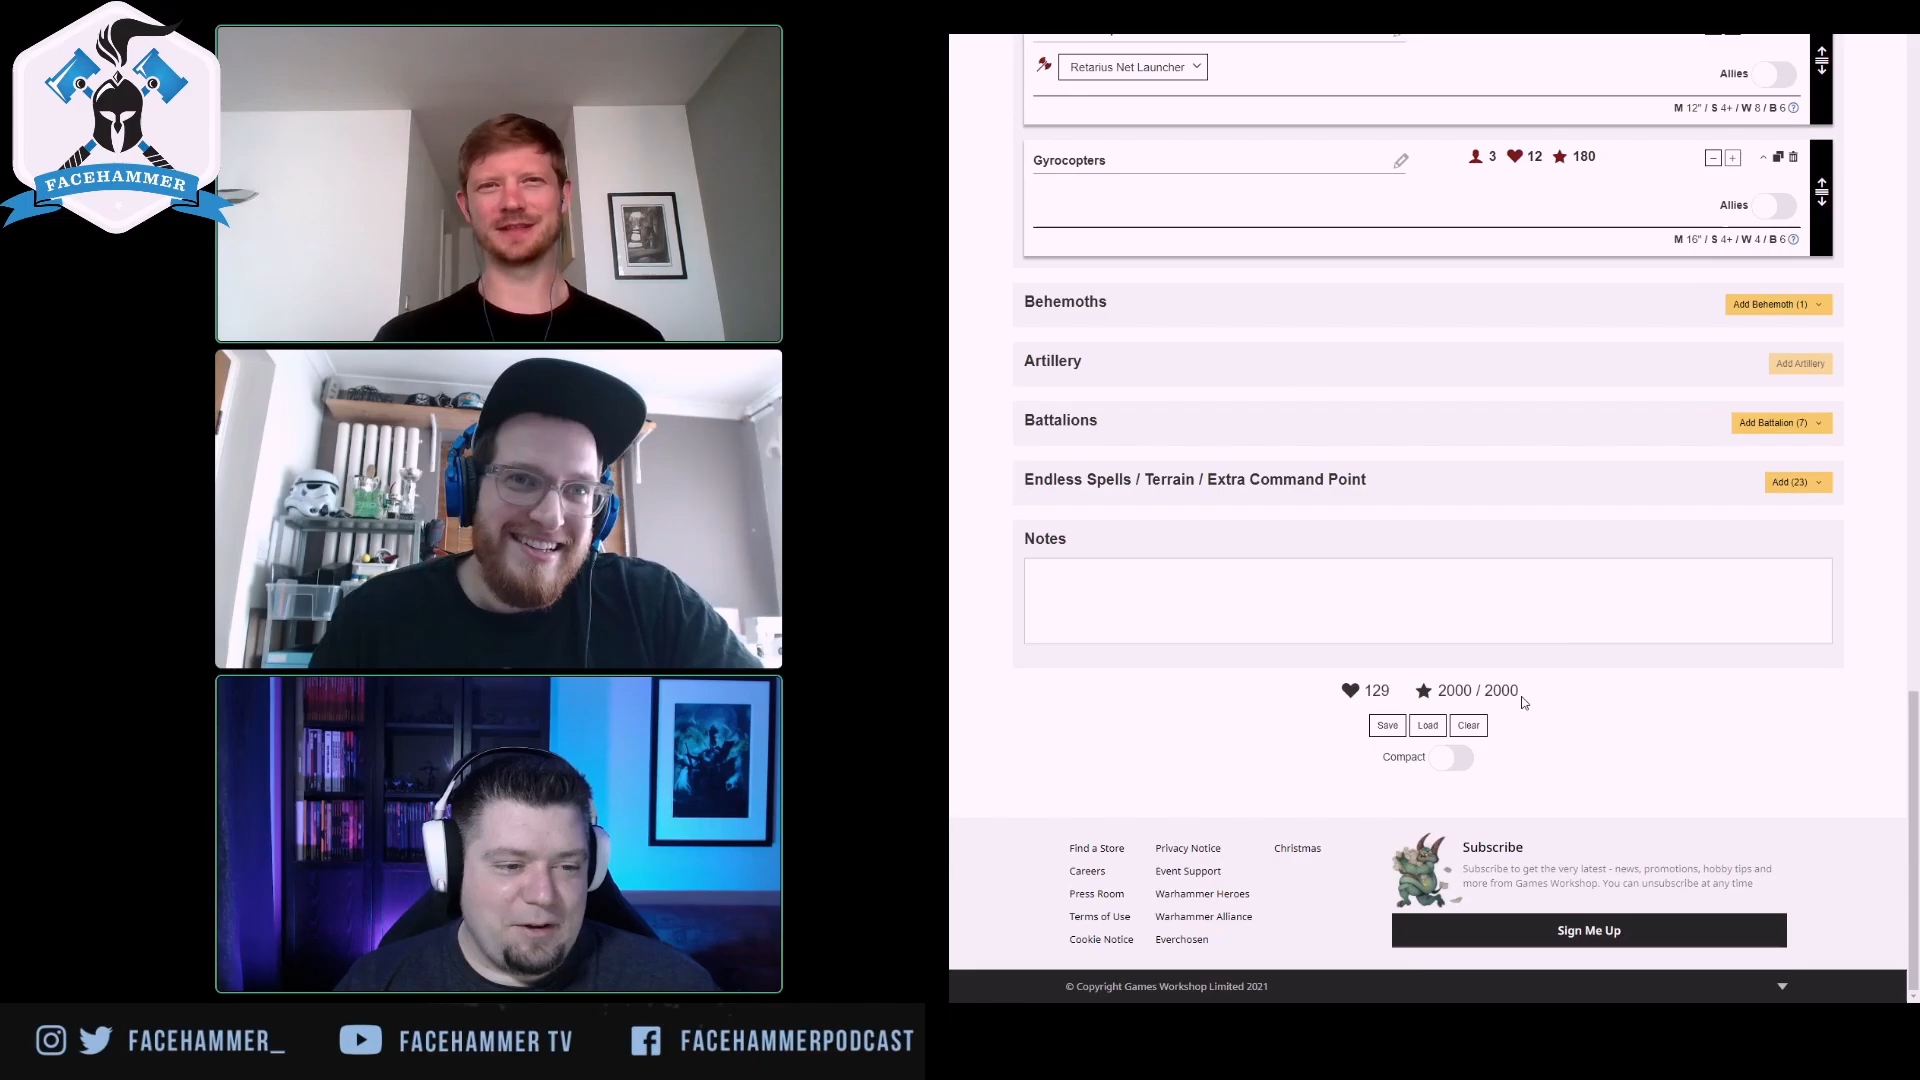 FACEHAMMER
Retarius Net Launcher
Allies
M 12" / S 4+ / W 8 / B 6
Gyrocopters
3 12 180
Allies
M 16" / S 4+ / W 4 / B 6
Behemoths
Add Behemoth (1)
Artillery
Add Artillery
Battalions
Add Battalion (7)
Endless Spells / Terrain / Extra Command Point
Add (23)
Notes
129 2000 / 2000
Save Load Clear
Compact
Find a Store Privacy Notice Christmas
Careers Event Support
Press Room Warhammer Heroes
Terms of Use Warhammer Alliance
Cookie Notice Everchosen
Subscribe
Subscribe to get the very latest - news, promotions, hobby tips and
more from Games Workshop. You can unsubscribe at any time
Sign Me Up
© Copyright Games Workshop Limited 2021
FACEHAMMER_ FACEHAMMER TV FACEHAMMERPODCAST